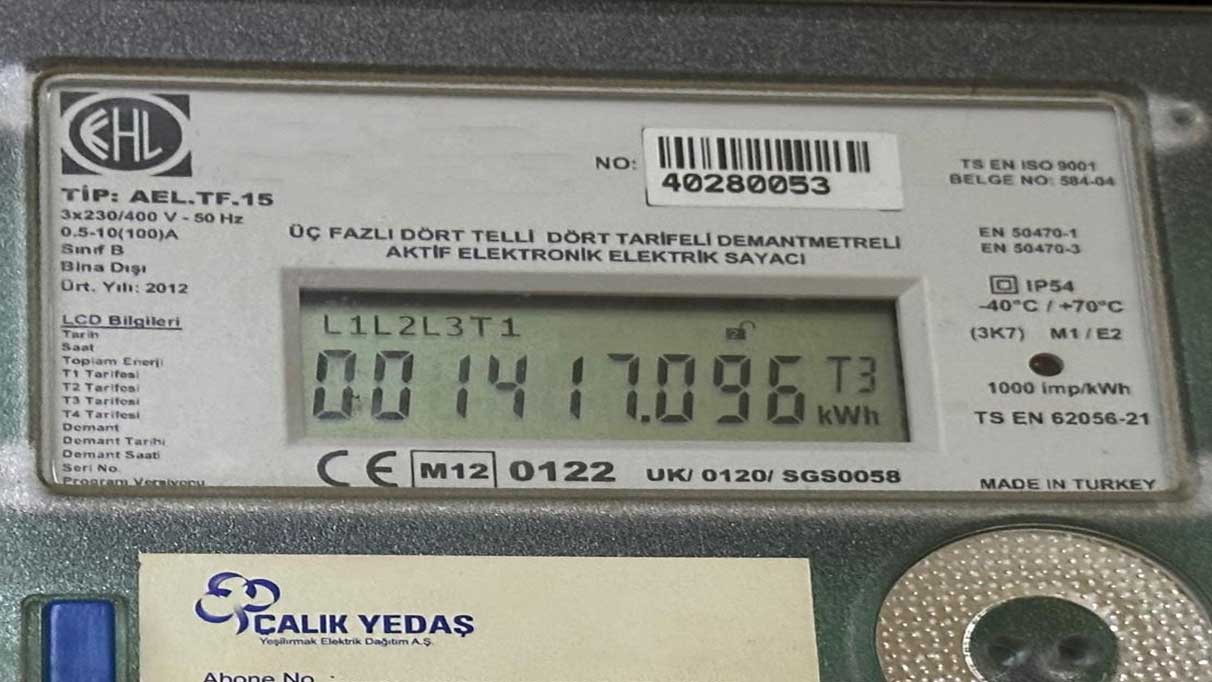 EHL
TİP: AEL.TF.15
3x230/400 V - 50 Hz
0.5-10(100)A
Sınıf B
Bina Dışı
Ürt. Yılı: 2012
LCD Bilgileri
Tarih
Saat
Toplam Enerji
T1 Tarifesi
T2 Tarifesi
T3 Tarifesi
T4 Tarifesi
Demant
Demant Tarihi
Demant Saati
Seri No
Program Versiyonu
NO: 40280053
ÜÇ FAZLI DÖRT TELLİ DÖRT TARİFELİ DEMANTMETRELİ
AKTİF ELEKTRONİK ELEKTRİK SAYACI
L1L2L3T1
001417.096 T3
kWh
CE M12 0122 UK/ 0120/ SGS0058
TS EN ISO 9001
BELGE NO: 584-04
EN 50470-1
EN 50470-3
IP54
-40°C / +70°C
(3K7) M1/E2
1000 imp/kWh
TS EN 62056-21
MADE IN TURKEY
ÇALIK YEDAŞ
Yeşilırmak Elektrik Dağıtım A.Ş.
Abone No :